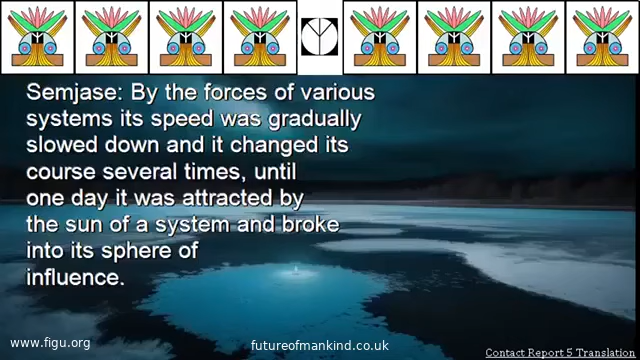 Semjase: By the forces of various
systems its speed was gradually
slowed down and it changed its
course several times, until
one day it was attracted by
the sun of a system and broke
into its sphere of
influence.
www.figu.org
futureofmankind.co.uk
Contact Report 5 Translation